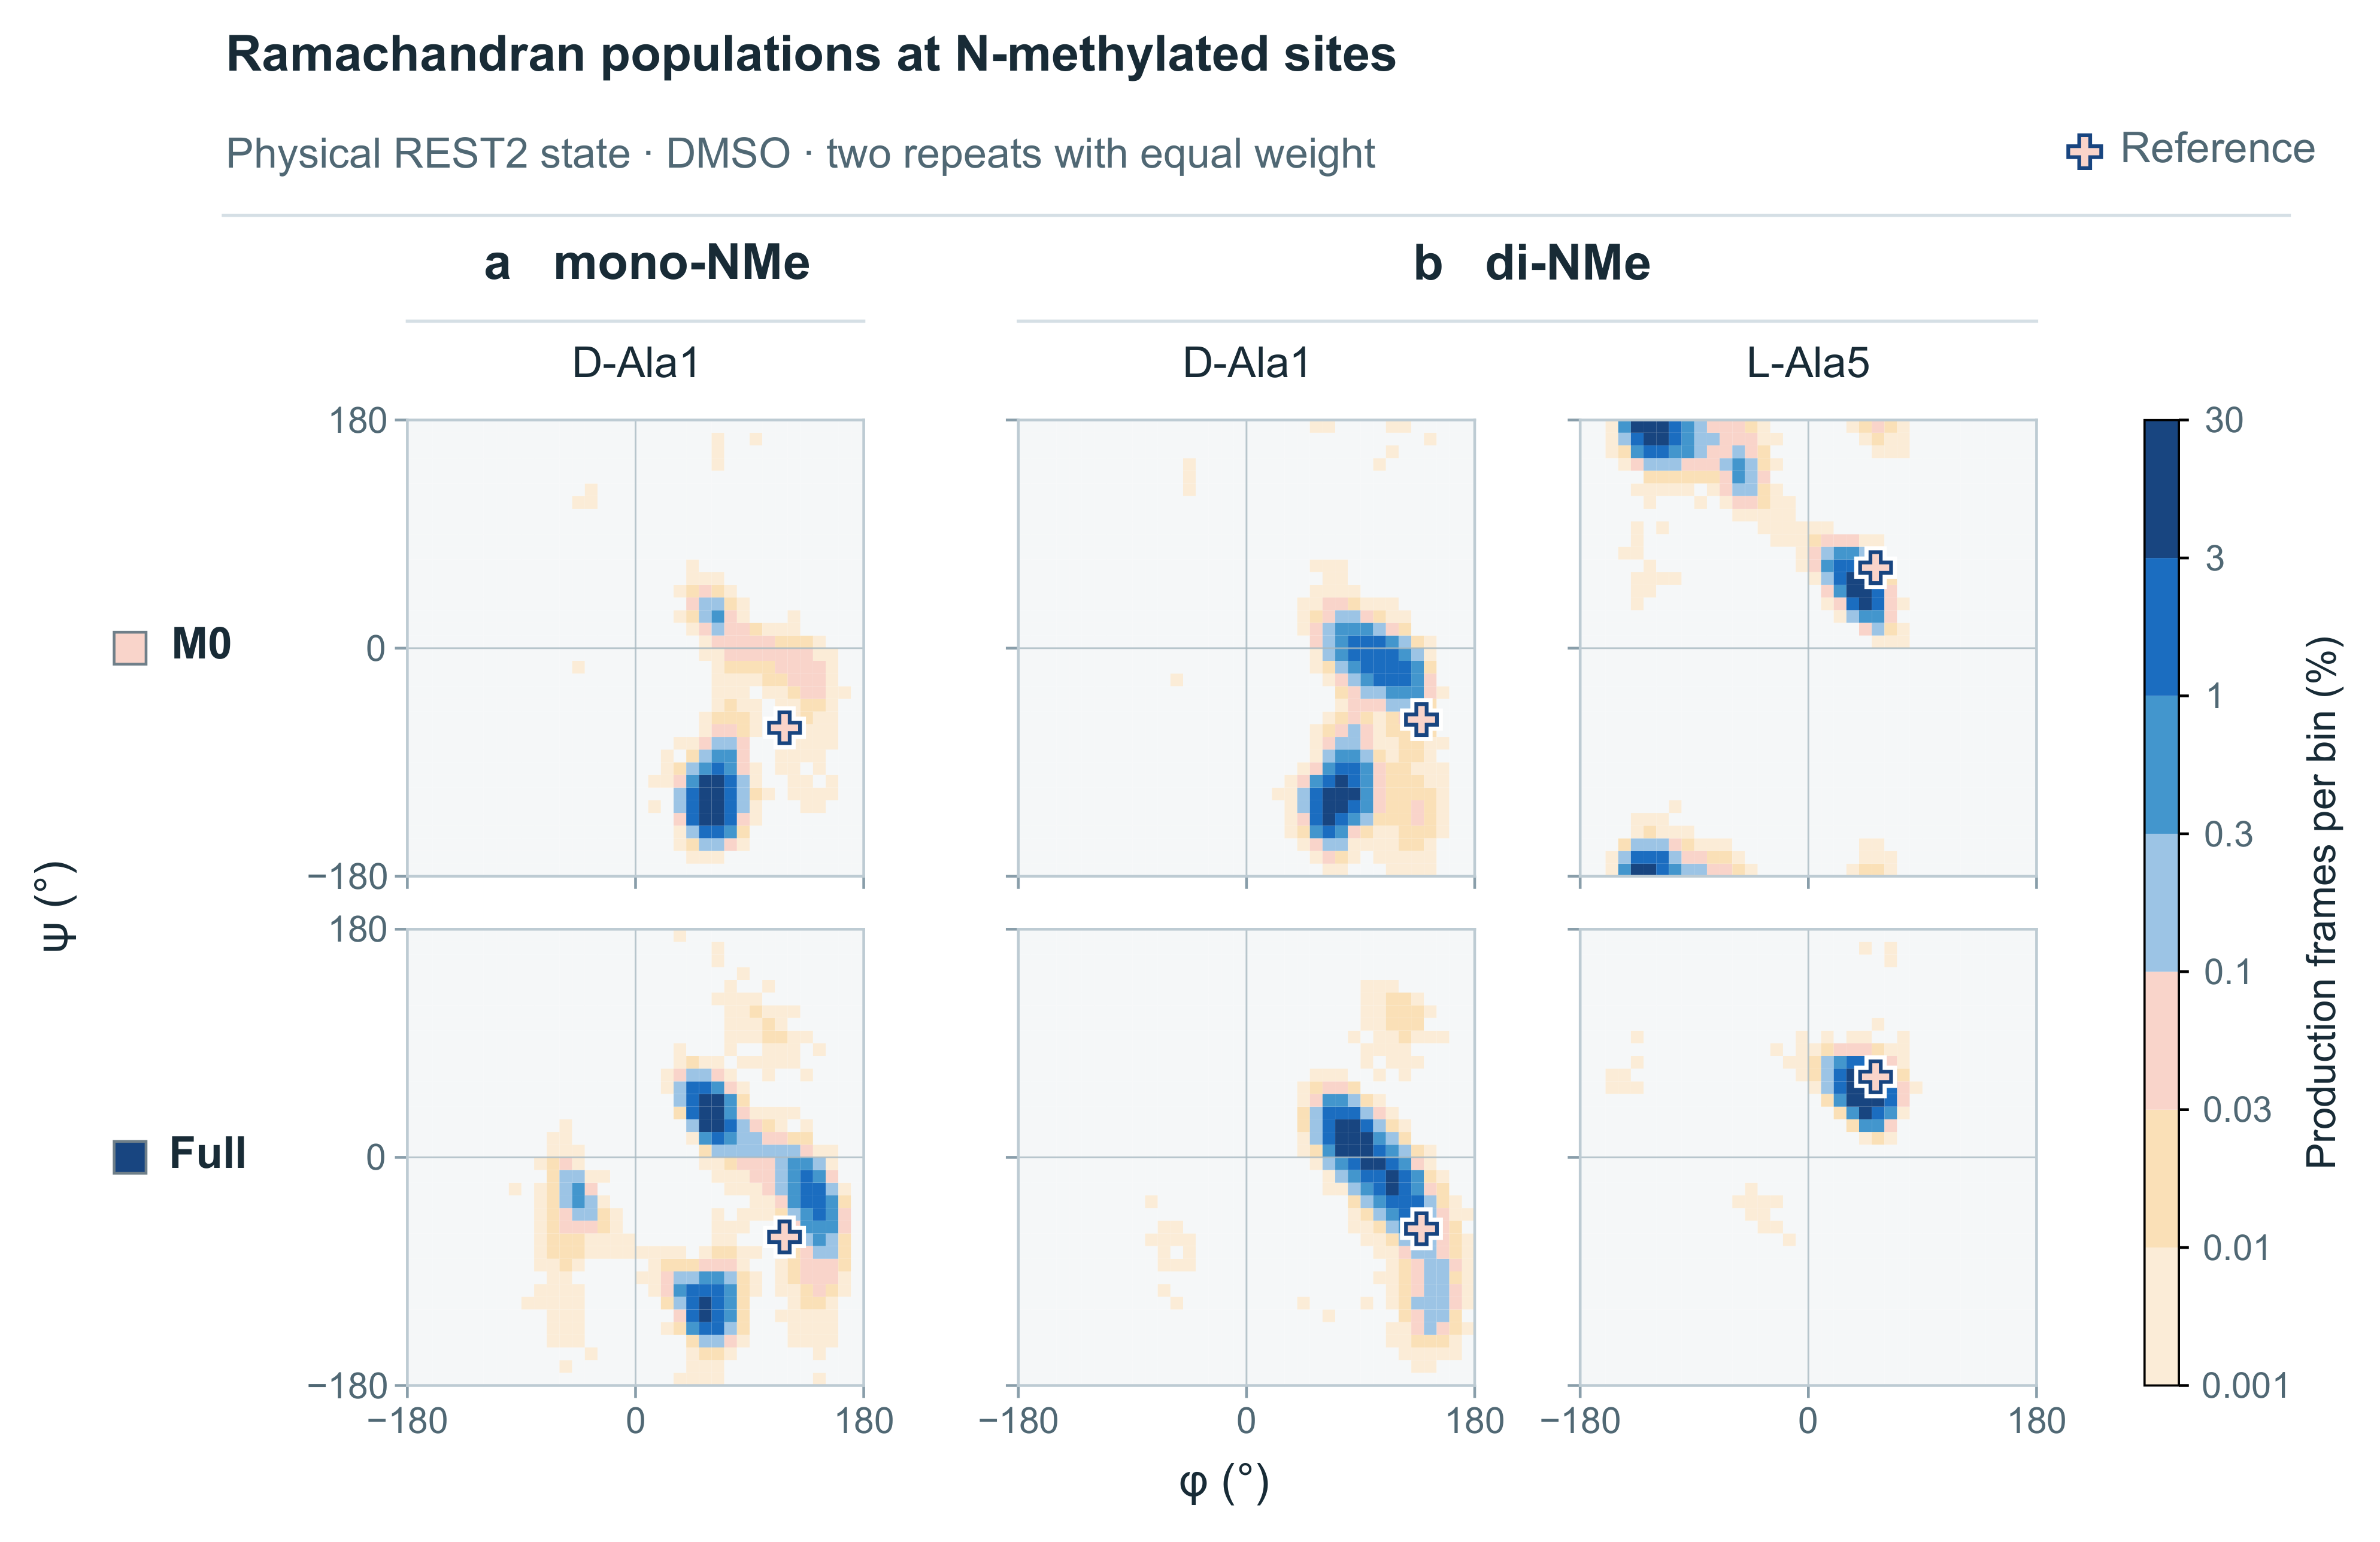 Ramachandran populations at N-methylated sites
Physical REST2 state · DMSO · two repeats with equal weight
Reference
a mono-NMe
b di-NMe
D-Ala1
D-Ala1
L-Ala5
180
0
−180
M0
180
0
−180
Full
ψ (°)
−180
0
180
−180
0
180
−180
0
180
φ (°)
30
3
1
0.3
0.1
0.03
0.01
0.001
Production frames per bin (%)